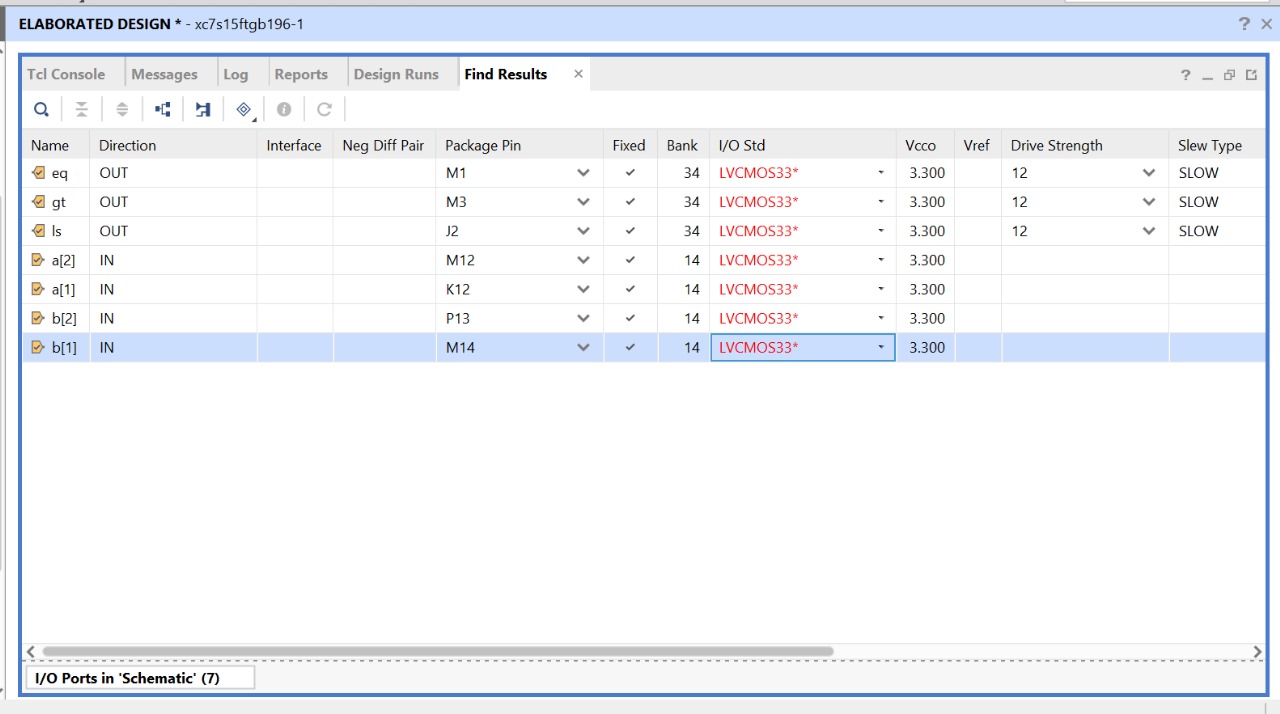 ELABORATED DESIGN * - xc7s15ftgb196-1 ? ×
Tcl Console Messages Log Reports Design Runs Find Results × ?
Name Direction Interface Neg Diff Pair Package Pin Fixed Bank I/O Std Vcco Vref Drive Strength Slew Type
eq OUT M1 34 LVCMOS33* 3.300 12 SLOW
gt OUT M3 34 LVCMOS33* 3.300 12 SLOW
ls OUT J2 34 LVCMOS33* 3.300 12 SLOW
a[2] IN M12 14 LVCMOS33* 3.300
a[1] IN K12 14 LVCMOS33* 3.300
b[2] IN P13 14 LVCMOS33* 3.300
b[1] IN M14 14 LVCMOS33* 3.300
I/O Ports in 'Schematic' (7)